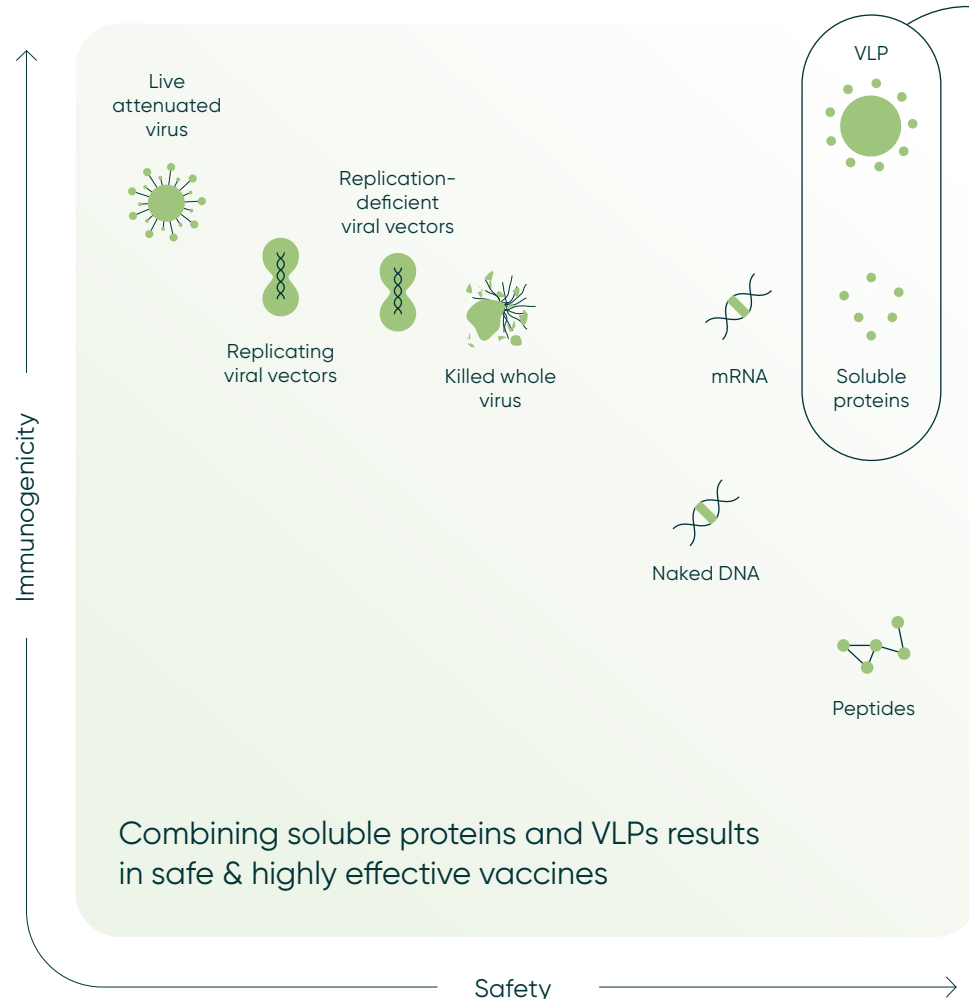 VLP
Live
attenuated
virus
Replication-
deficient
viral vectors
Replicating
viral vectors
Killed whole
virus
mRNA
Soluble
proteins
Immunogenicity
Naked DNA
Peptides
Combining soluble proteins and VLPs results
in safe & highly effective vaccines
Safety